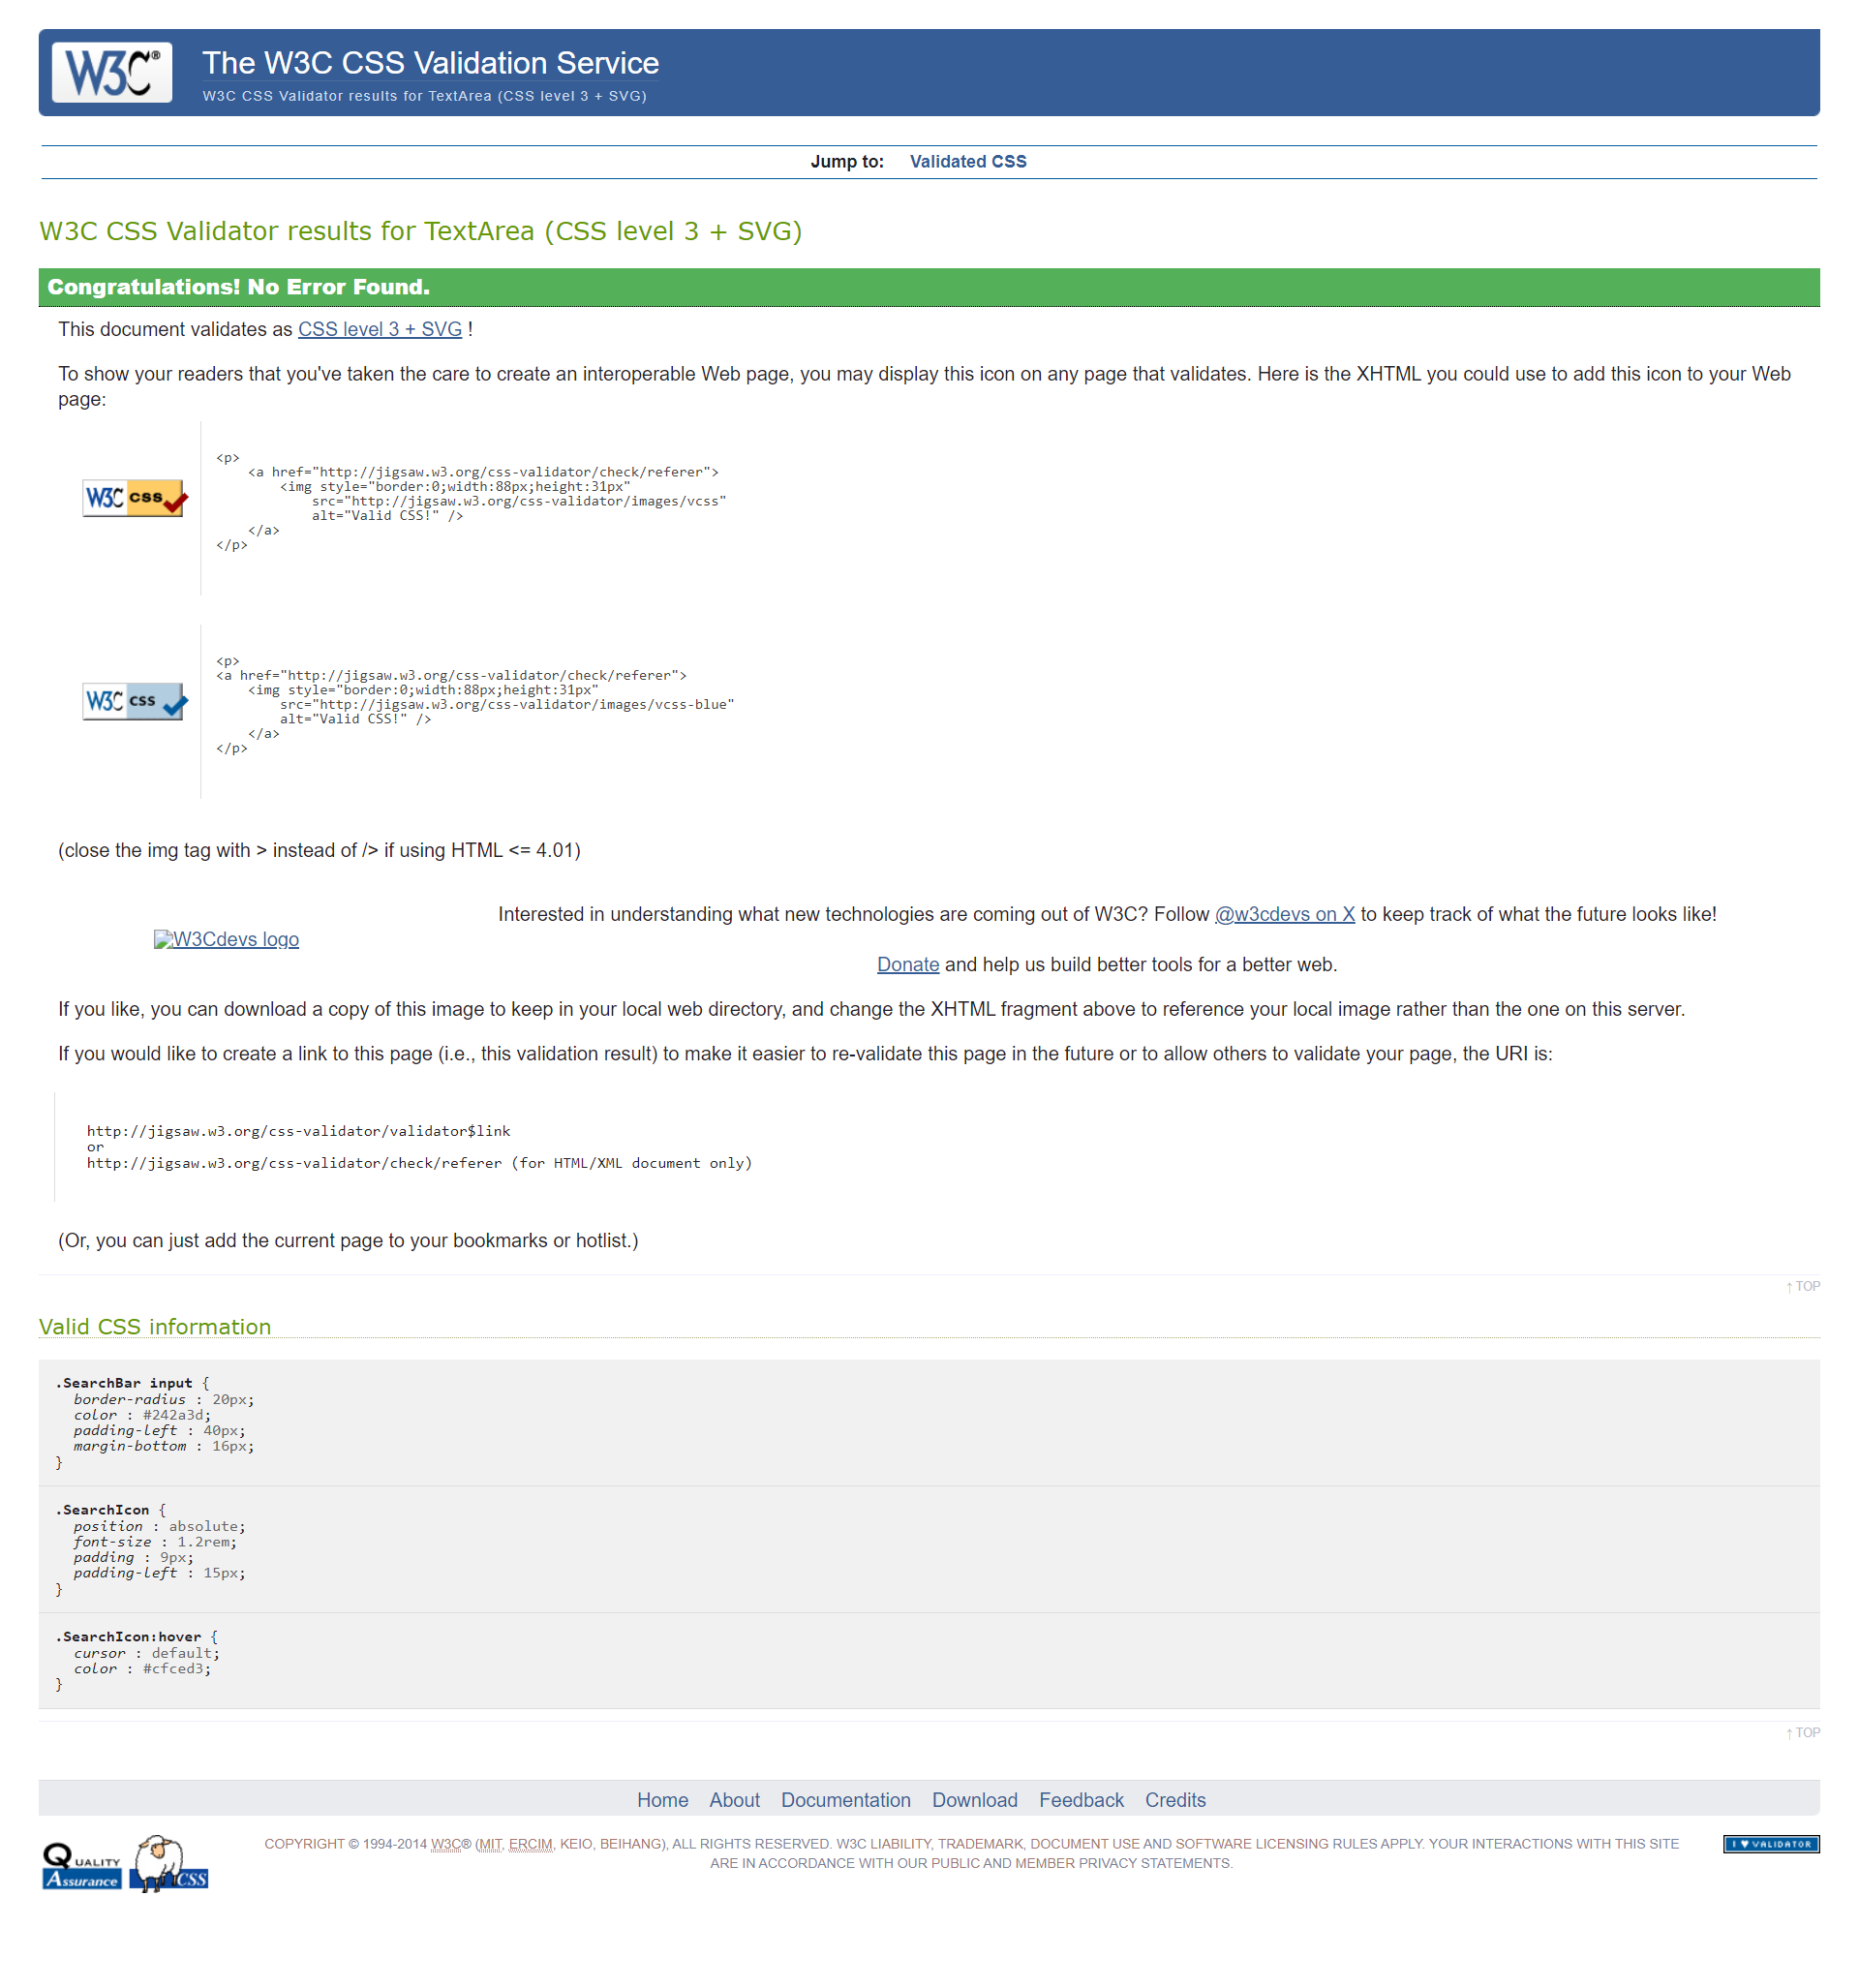 W3C®
The W3C CSS Validation Service
W3C CSS Validator results for TextArea (CSS level 3 + SVG)
Jump to: Validated CSS
W3C CSS Validator results for TextArea (CSS level 3 + SVG)
Congratulations! No Error Found.
This document validates as CSS level 3 + SVG !
To show your readers that you've taken the care to create an interoperable Web page, you may display this icon on any page that validates. Here is the XHTML you could use to add this icon to your Web
page:
W3C css
<p>
    <a href="http://jigsaw.w3.org/css-validator/check/referer">
        <img style="border:0;width:88px;height:31px"
            src="http://jigsaw.w3.org/css-validator/images/vcss"
            alt="Valid CSS!" />
    </a>
</p>
W3C css
<p>
<a href="http://jigsaw.w3.org/css-validator/check/referer">
    <img style="border:0;width:88px;height:31px"
        src="http://jigsaw.w3.org/css-validator/images/vcss-blue"
        alt="Valid CSS!" />
    </a>
</p>
(close the img tag with > instead of /> if using HTML <= 4.01)
W3Cdevs logo
Interested in understanding what new technologies are coming out of W3C? Follow @w3cdevs on X to keep track of what the future looks like!
Donate and help us build better tools for a better web.
If you like, you can download a copy of this image to keep in your local web directory, and change the XHTML fragment above to reference your local image rather than the one on this server.
If you would like to create a link to this page (i.e., this validation result) to make it easier to re-validate this page in the future or to allow others to validate your page, the URI is:
http://jigsaw.w3.org/css-validator/validator$link
or
http://jigsaw.w3.org/css-validator/check/referer (for HTML/XML document only)
(Or, you can just add the current page to your bookmarks or hotlist.)
↑ TOP
Valid CSS information
.SearchBar input {
  border-radius : 20px;
  color : #242a3d;
  padding-left : 40px;
  margin-bottom : 16px;
}
.SearchIcon {
  position : absolute;
  font-size : 1.2rem;
  padding : 9px;
  padding-left : 15px;
}
.SearchIcon:hover {
  cursor : default;
  color : #cfced3;
}
↑ TOP
Home About Documentation Download Feedback Credits
Quality
Assurance
CSS
COPYRIGHT © 1994-2014 W3C® (MIT, ERCIM, KEIO, BEIHANG), ALL RIGHTS RESERVED. W3C LIABILITY, TRADEMARK, DOCUMENT USE AND SOFTWARE LICENSING RULES APPLY. YOUR INTERACTIONS WITH THIS SITE
ARE IN ACCORDANCE WITH OUR PUBLIC AND MEMBER PRIVACY STATEMENTS.
I ♥ VALIDATOR